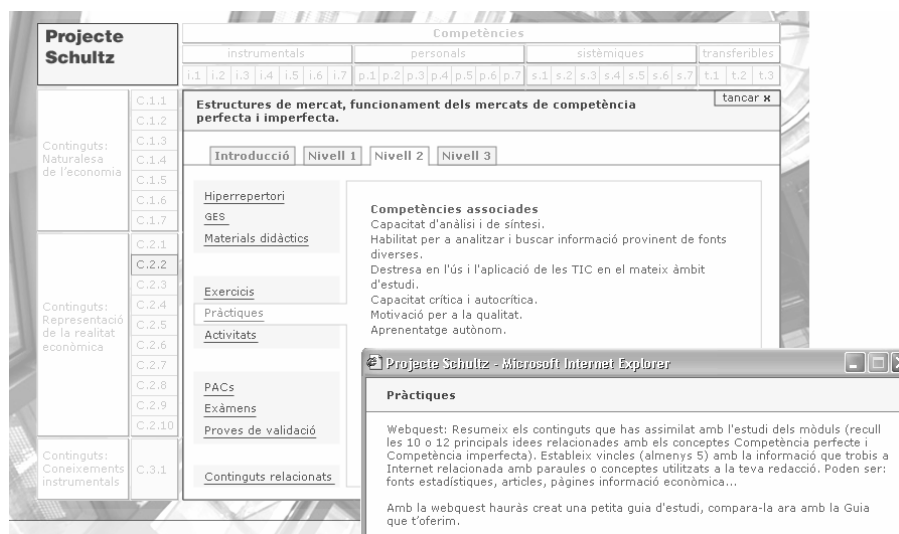 Projecte
Schultz
Competències
instrumentals personals sistèmiques transferibles
i.1 i.2 i.3 i.4 i.5 i.6 i.7 p.1 p.2 p.3 p.4 p.5 p.6 p.7 s.1 s.2 s.3 s.4 s.5 s.6 s.7 t.1 t.2 t.3
Continguts:
Naturalesa
de l'economia
C.1.1
C.1.2
C.1.3
C.1.4
C.1.5
C.1.6
C.1.7
Continguts:
Representació
de la realitat
econòmica
C.2.1
C.2.2
C.2.3
C.2.4
C.2.5
C.2.6
C.2.7
C.2.8
C.2.9
C.2.10
Continguts:
Coneixements
instrumentals
C.3.1
tancar x
Estructures de mercat, funcionament dels mercats de competència
perfecta i imperfecta.
Introducció Nivell 1 Nivell 2 Nivell 3
Hiperrepertori
GES
Materials didàctics
Exercicis
Pràctiques
Activitats
PACs
Exàmens
Proves de validació
Continguts relacionats
Competències associades
Capacitat d'anàlisi i de síntesi.
Habilitat per a analitzar i buscar informació provinent de fonts
diverses.
Destresa en l'ús i l'aplicació de les TIC en el mateix àmbit
d'estudi.
Capacitat crítica i autocrítica.
Motivació per a la qualitat.
Aprenentatge autònom.
Projecte Schultz - Microsoft Internet Explorer
Pràctiques
Webquest: Resumeix els continguts que has assimilat amb l'estudi dels mòduls (recull
les 10 o 12 principals idees relacionades amb els conceptes Competència perfecte i
Competència imperfecta). Estableix vincles (almenys 5) amb la informació que trobis a
Internet relacionada amb paraules o conceptes utilitzats a la teva redacció. Poden ser:
fonts estadístiques, articles, pàgines informació econòmica...
Amb la webquest hauràs creat una petita guia d'estudi, compara-la ara amb la Guia
que t'oferim.